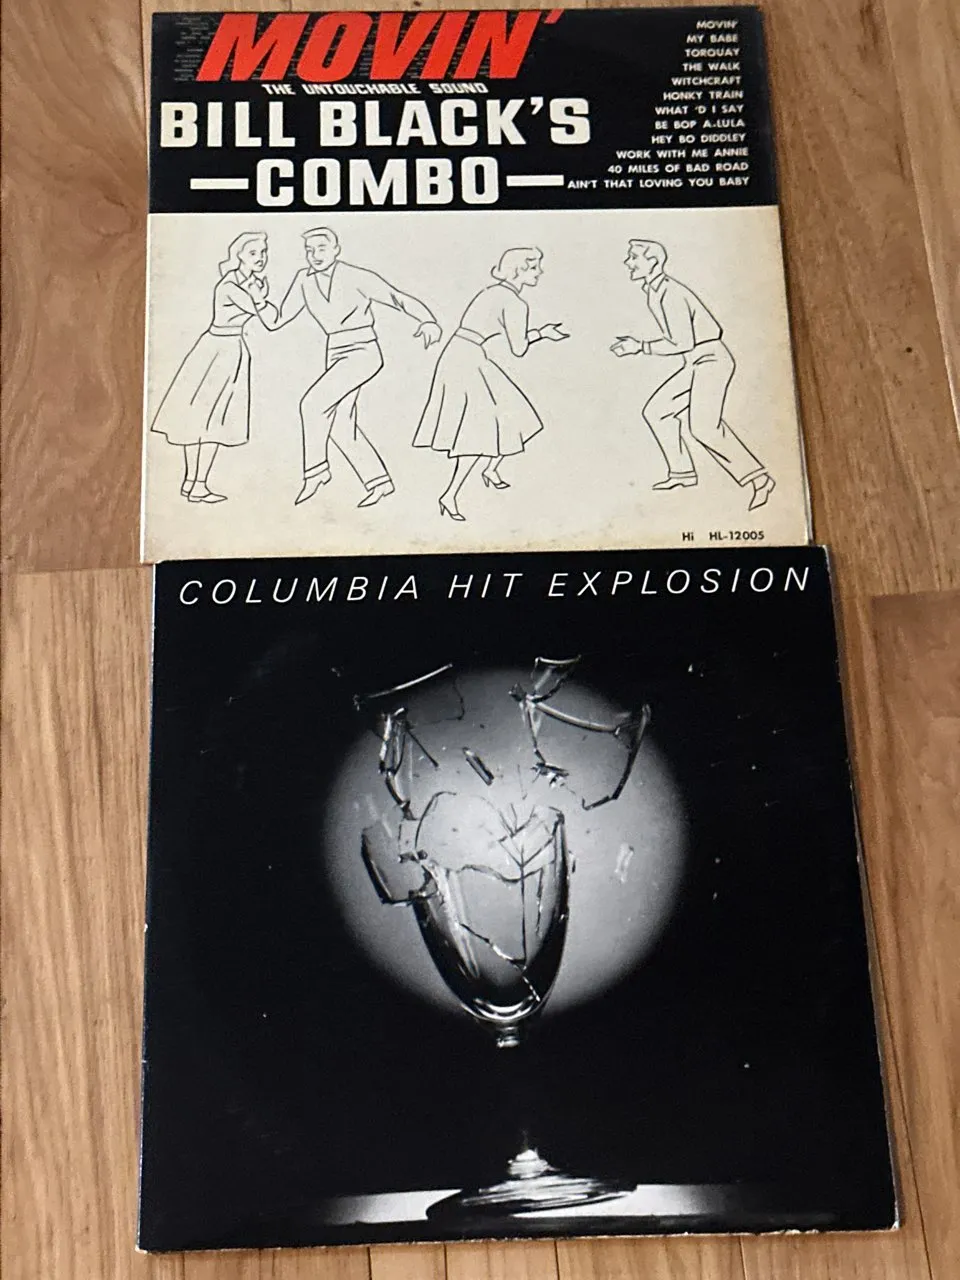 MOVIN'
THE UNTOUCHABLE SOUND
BILL BLACK'S
—COMBO—
MOVIN'
MY BABE
TORQUAY
THE WALK
WITCHCRAFT
HONKY TRAIN
WHAT 'D I SAY
BE BOP A-LULA
HEY BO DIDDLEY
WORK WITH ME ANNIE
40 MILES OF BAD ROAD
AIN'T THAT LOVING YOU BABY
Hi HL-12005
COLUMBIA HIT EXPLOSION